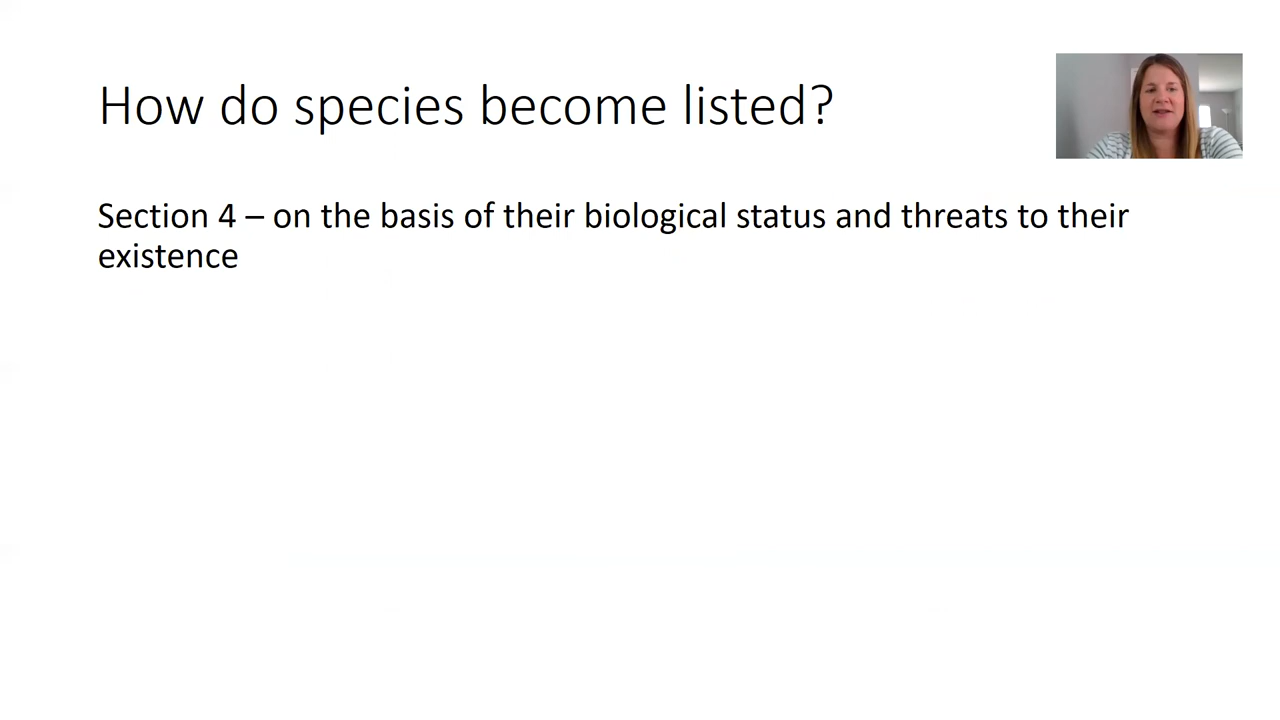 How do species become listed?
Section 4 – on the basis of their biological status and threats to their
existence